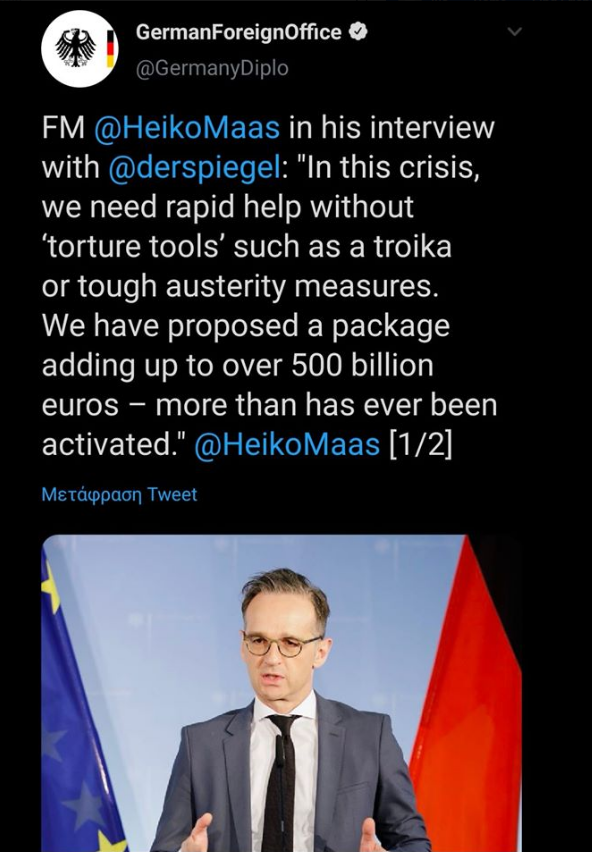 GermanForeignOffice
@GermanyDiplo
FM @HeikoMaas in his interview
with @derspiegel: "In this crisis,
we need rapid help without
‘torture tools’ such as a troika
or tough austerity measures.
We have proposed a package
adding up to over 500 billion
euros – more than has ever been
activated." @HeikoMaas [1/2]
Μετάφραση Tweet